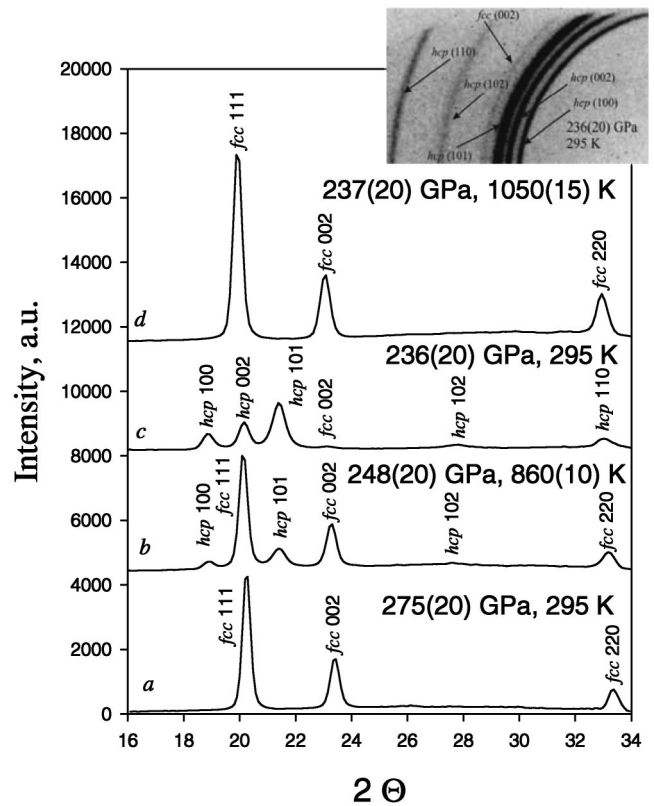 fcc (002)
hcp (110)
hcp (102)
hcp (002)
hcp (100)
hcp (101)
236(20) GPa
295 K
20000
18000
16000
14000
12000
10000
8000
6000
4000
2000
0
Intensity, a.u.
fcc 111
237(20) GPa, 1050(15) K
fcc 002
fcc 220
d
236(20) GPa, 295 K
hcp 100
hcp 002
hcp 101
fcc 002
hcp 102
hcp 110
c
248(20) GPa, 860(10) K
hcp 100
fcc 111
hcp 101
fcc 002
hcp 102
fcc 220
b
275(20) GPa, 295 K
fcc 111
fcc 002
fcc 220
a
16 18 20 22 24 26 28 30 32 34
2 Θ